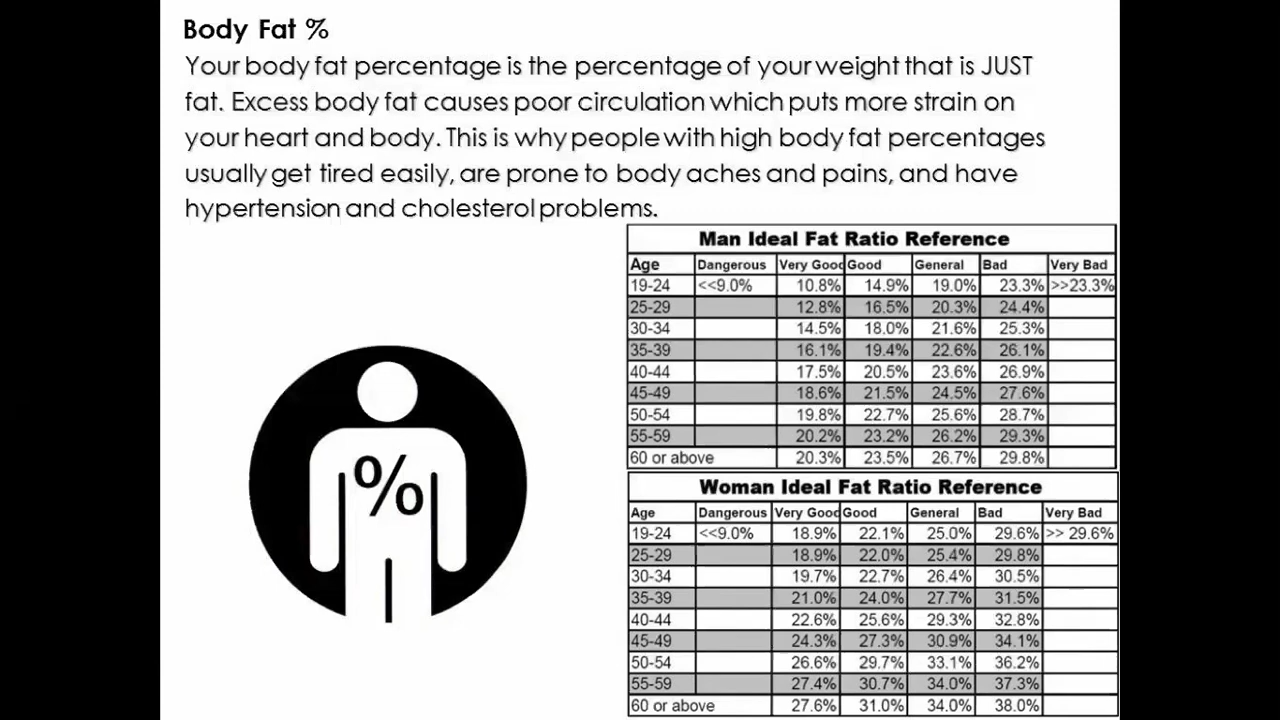 Body Fat %
Your body fat percentage is the percentage of your weight that is JUST
fat. Excess body fat causes poor circulation which puts more strain on
your heart and body. This is why people with high body fat percentages
usually get tired easily, are prone to body aches and pains, and have
hypertension and cholesterol problems.
Man Ideal Fat Ratio Reference
Age Dangerous Very Good Good General Bad Very Bad
19-24 <<9.0% 10.8% 14.9% 19.0% 23.3% >>23.3%
25-29 12.8% 16.5% 20.3% 24.4%
30-34 14.5% 18.0% 21.6% 25.3%
35-39 16.1% 19.4% 22.6% 26.1%
40-44 17.5% 20.5% 23.6% 26.9%
45-49 18.6% 21.5% 24.5% 27.6%
50-54 19.8% 22.7% 25.6% 28.7%
55-59 20.2% 23.2% 26.2% 29.3%
60 or above 20.3% 23.5% 26.7% 29.8%
%
Woman Ideal Fat Ratio Reference
Age Dangerous Very Good Good General Bad Very Bad
19-24 <<9.0% 18.9% 22.1% 25.0% 29.6% >> 29.6%
25-29 18.9% 22.0% 25.4% 29.8%
30-34 19.7% 22.7% 26.4% 30.5%
35-39 21.0% 24.0% 27.7% 31.5%
40-44 22.6% 25.6% 29.3% 32.8%
45-49 24.3% 27.3% 30.9% 34.1%
50-54 26.6% 29.7% 33.1% 36.2%
55-59 27.4% 30.7% 34.0% 37.3%
60 or above 27.6% 31.0% 34.0% 38.0%